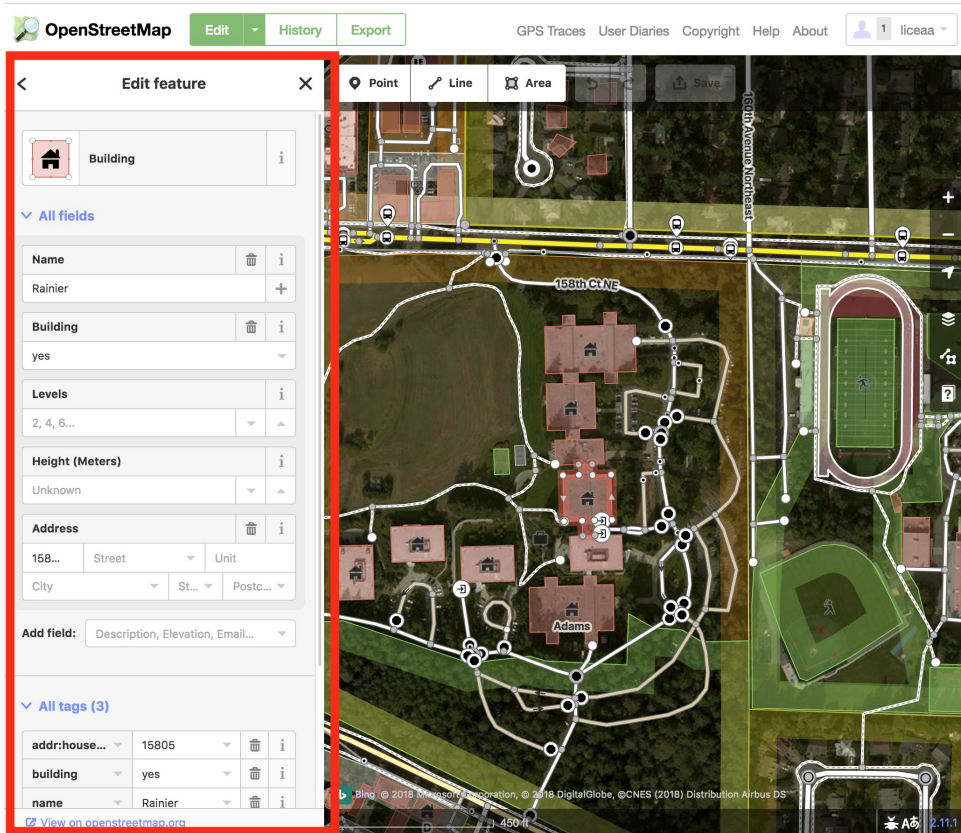 OpenStreetMap
Edit
History
Export
GPS Traces
User Diaries
Copyright
Help
About
1
liceaa
Edit feature
Point
Line
Area
Save
Building
i
All fields
Name
i
Rainier
Building
i
yes
Levels
i
2, 4, 6...
Height (Meters)
i
Unknown
Address
i
158...
Street
Unit
City
St...
Postc...
Add field:
Description, Elevation, Email...
All tags (3)
addr:house...
15805
i
building
yes
i
name
Rainier
i
View on openstreetmap.org
160th Avenue Northeast
158th Ct NE
Adams
Bing © 2018 Microsoft Corporation, © 2018 DigitalGlobe, ©CNES (2018) Distribution Airbus DS
450 ft
2.11.1